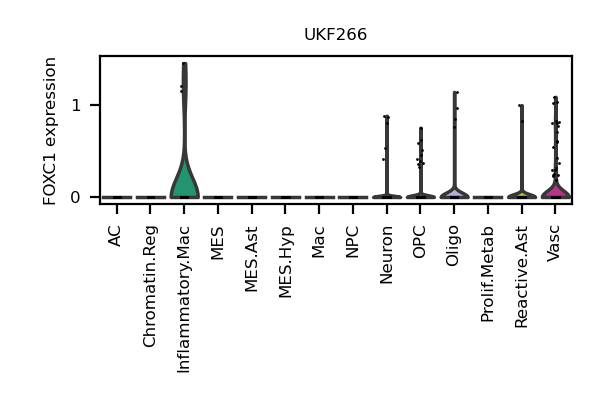 UKF266
FOXC1 expression
1
0
AC
Chromatin.Reg
Inflammatory.Mac
MES
MES.Ast
MES.Hyp
Mac
NPC
Neuron
OPC
Oligo
Prolif.Metab
Reactive.Ast
Vasc